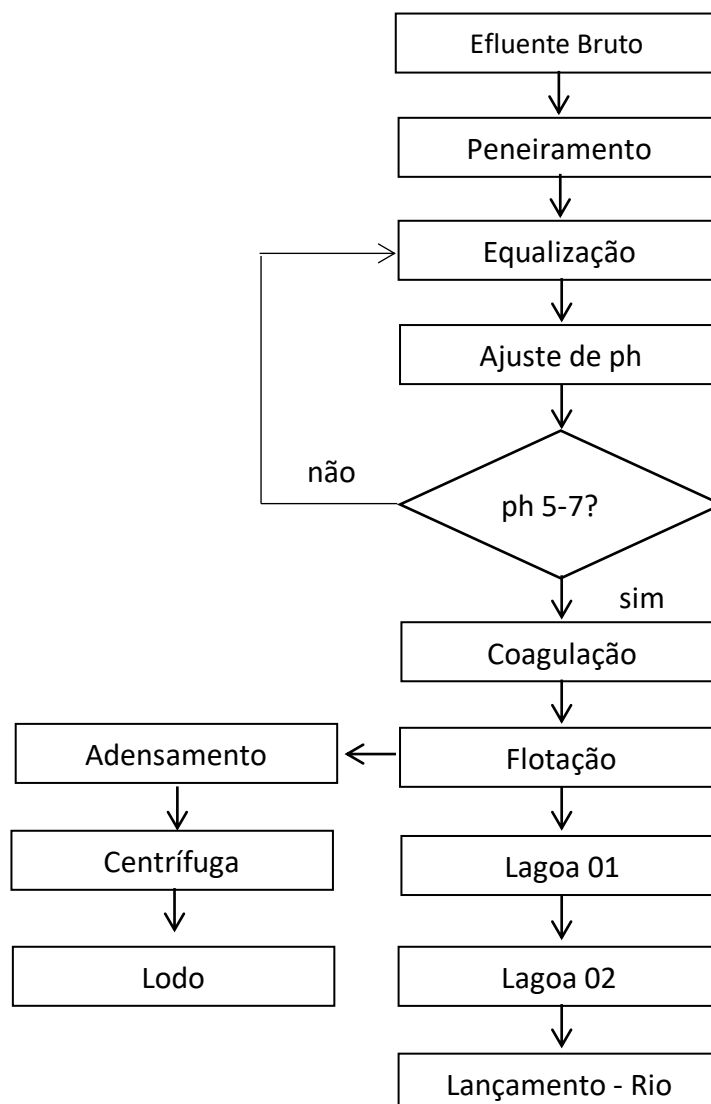 Efluente Bruto
Peneiramento
Equalização
Ajuste de ph
não
ph 5-7?
sim
Coagulação
Adensamento
Flotação
Centrífuga
Lagoa 01
Lodo
Lagoa 02
Lançamento - Rio